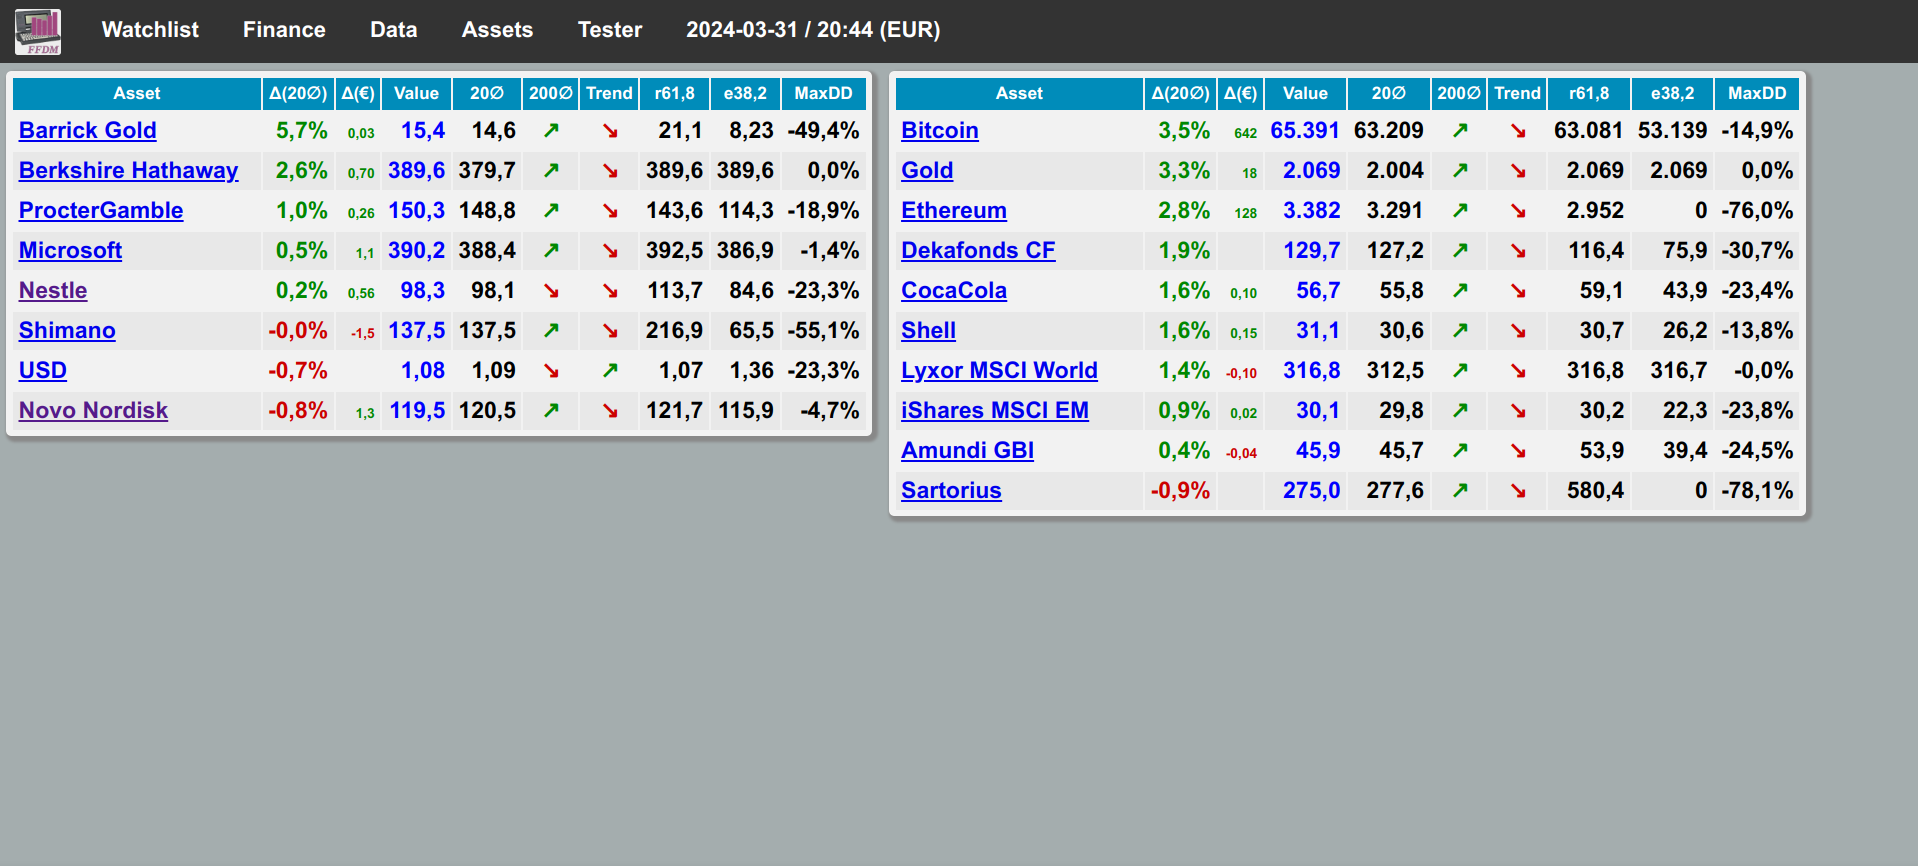 FFDM Watchlist Finance Data Assets Tester 2024-03-31 / 20:44 (EUR)
Asset Δ(20∅) Δ(€) Value 20∅ 200∅ Trend r61,8 e38,2 MaxDD
Barrick Gold 5,7% 0,03 15,4 14,6 ↗ ↘ 21,1 8,23 -49,4%
Berkshire Hathaway 2,6% 0,70 389,6 379,7 ↗ ↘ 389,6 389,6 0,0%
ProcterGamble 1,0% 0,26 150,3 148,8 ↗ ↘ 143,6 114,3 -18,9%
Microsoft 0,5% 1,1 390,2 388,4 ↗ ↘ 392,5 386,9 -1,4%
Nestle 0,2% 0,56 98,3 98,1 ↘ ↘ 113,7 84,6 -23,3%
Shimano -0,0% -1,5 137,5 137,5 ↗ ↘ 216,9 65,5 -55,1%
USD -0,7% 1,08 1,09 ↘ ↗ 1,07 1,36 -23,3%
Novo Nordisk -0,8% 1,3 119,5 120,5 ↗ ↘ 121,7 115,9 -4,7%
Asset Δ(20∅) Δ(€) Value 20∅ 200∅ Trend r61,8 e38,2 MaxDD
Bitcoin 3,5% 642 65.391 63.209 ↗ ↘ 63.081 53.139 -14,9%
Gold 3,3% 18 2.069 2.004 ↗ ↘ 2.069 2.069 0,0%
Ethereum 2,8% 128 3.382 3.291 ↗ ↘ 2.952 0 -76,0%
Dekafonds CF 1,9% 129,7 127,2 ↗ ↘ 116,4 75,9 -30,7%
CocaCola 1,6% 0,10 56,7 55,8 ↗ ↘ 59,1 43,9 -23,4%
Shell 1,6% 0,15 31,1 30,6 ↗ ↘ 30,7 26,2 -13,8%
Lyxor MSCI World 1,4% -0,10 316,8 312,5 ↗ ↘ 316,8 316,7 -0,0%
iShares MSCI EM 0,9% 0,02 30,1 29,8 ↗ ↘ 30,2 22,3 -23,8%
Amundi GBI 0,4% -0,04 45,9 45,7 ↗ ↘ 53,9 39,4 -24,5%
Sartorius -0,9% 275,0 277,6 ↗ ↘ 580,4 0 -78,1%